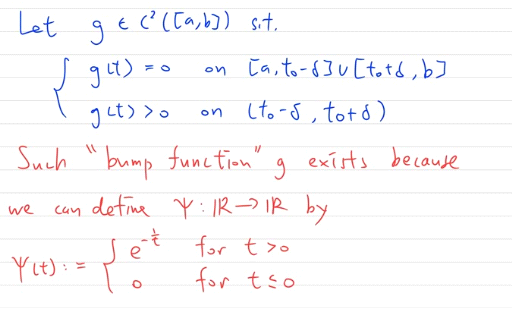 Let g ∈ C²([a,b]) s.t.
{ g(t) = 0 on [a, t₀-δ] ∪ [t₀+δ, b]
g(t) > 0 on (t₀-δ, t₀+δ)
Such "bump function" g exists because
we can define Ψ: ℝ → ℝ by
Ψ(t) := { e^{-1/t} for t > 0
0 for t ≤ 0